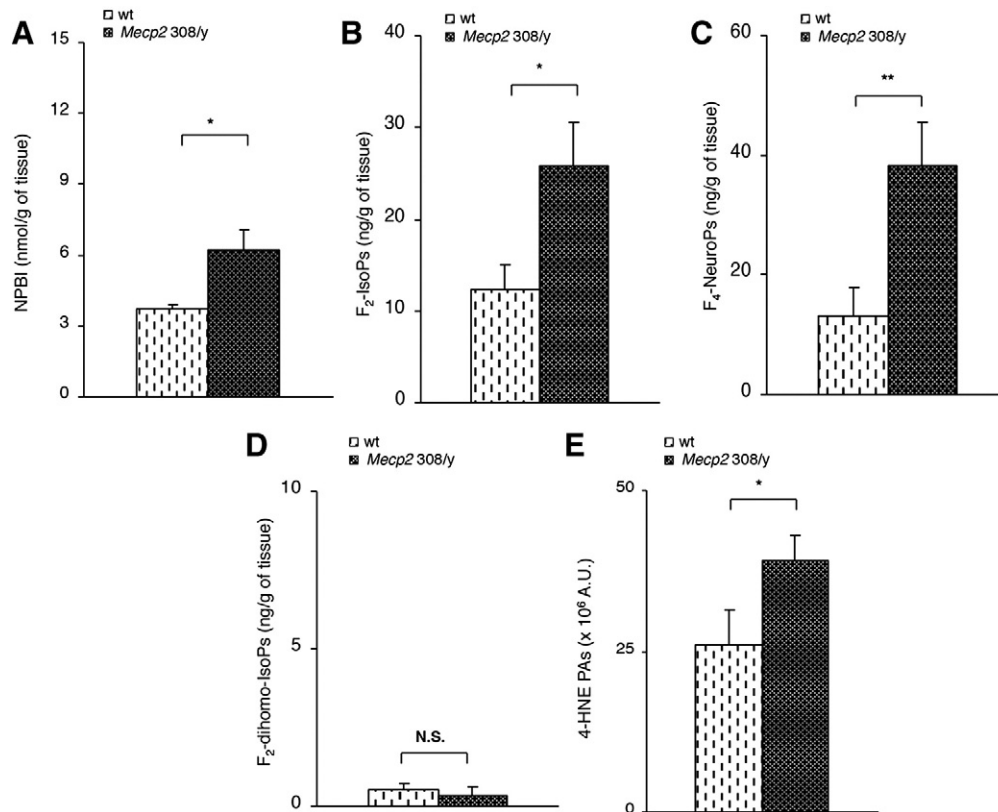 A
wt
Mecp2 308/y
NPBI (nmol/g of tissue)
15
12
9
6
3
0
*
B
wt
Mecp2 308/y
F₂-IsoPs (ng/g of tissue)
40
30
20
10
0
*
C
wt
Mecp2 308/y
F₄-NeuroPs (ng/g of tissue)
60
40
20
0
**
D
wt
Mecp2 308/y
F₂-dihomo-IsoPs (ng/g of tissue)
10
5
0
N.S.
E
wt
Mecp2 308/y
4-HNE PAs (x 10⁶ A.U.)
50
25
0
*